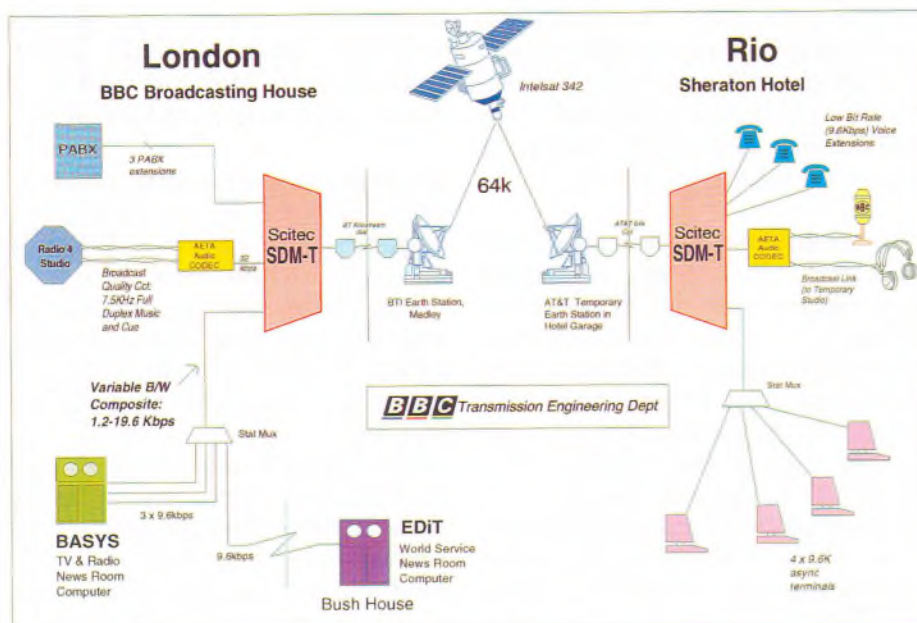 London
BBC Broadcasting House
Rio
Sheraton Hotel
Intelsat 342
PABX
3 PABX
extensions
Low Bit Rate
(9.6Kbps) Voice
Extensions
64k
Scitec
SDM-T
Scitec
SDM-T
BBC
Radio 4
Studio
AETA
Audio
CODEC
kbps
BT
AT&T
AETA
Audio
CODEC
Broadcast
Quality Cct:
7.5KHz Full
Duplex Music
and Cue
BTI Earth Station,
Madley
AT&T Temporary
Earth Station in
Hotel Garage
Broadcast Link
(to Temporary
Studio)
Variable B/W
Composite:
1.2-19.6 Kbps
Stat Mux
BBC Transmission Engineering Dept
Stat Mux
3 x 9.6kbps
BASYS
TV & Radio
News Room
Computer
9.6kbps
EDiT
World Service
News Room
Computer
Bush House
4 x 9.6K
async
terminals